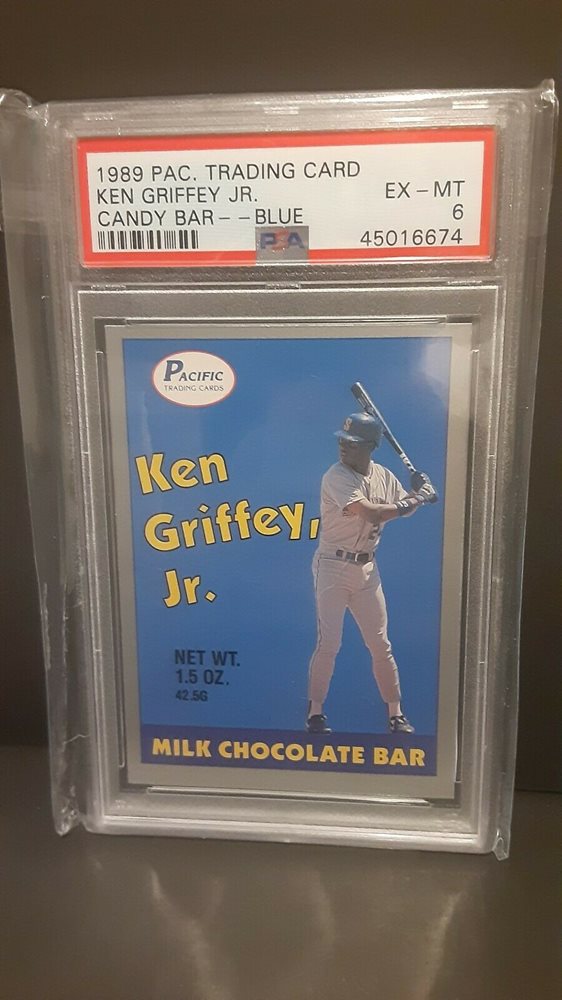 1989 PAC. TRADING CARD
KEN GRIFFEY JR. EX - MT
CANDY BAR - - BLUE 6
PSA 45016674
PACIFIC
TRADING CARDS
S
Ken
Griffey,
Jr.
2
NET WT.
1.5 OZ.
42.5G
MILK CHOCOLATE BAR